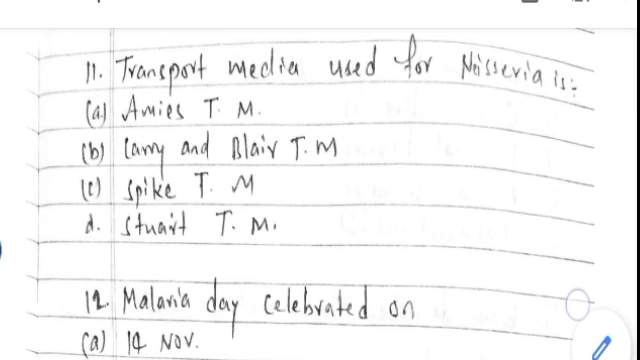 11. Transport media used for Neisseria is:
(a) Amies T. M.
(b) Carry and Blair T. M
(c) Spike T. M
d. Stuart T. M.
12. Malaria day celebrated on
(a) 14 Nov.